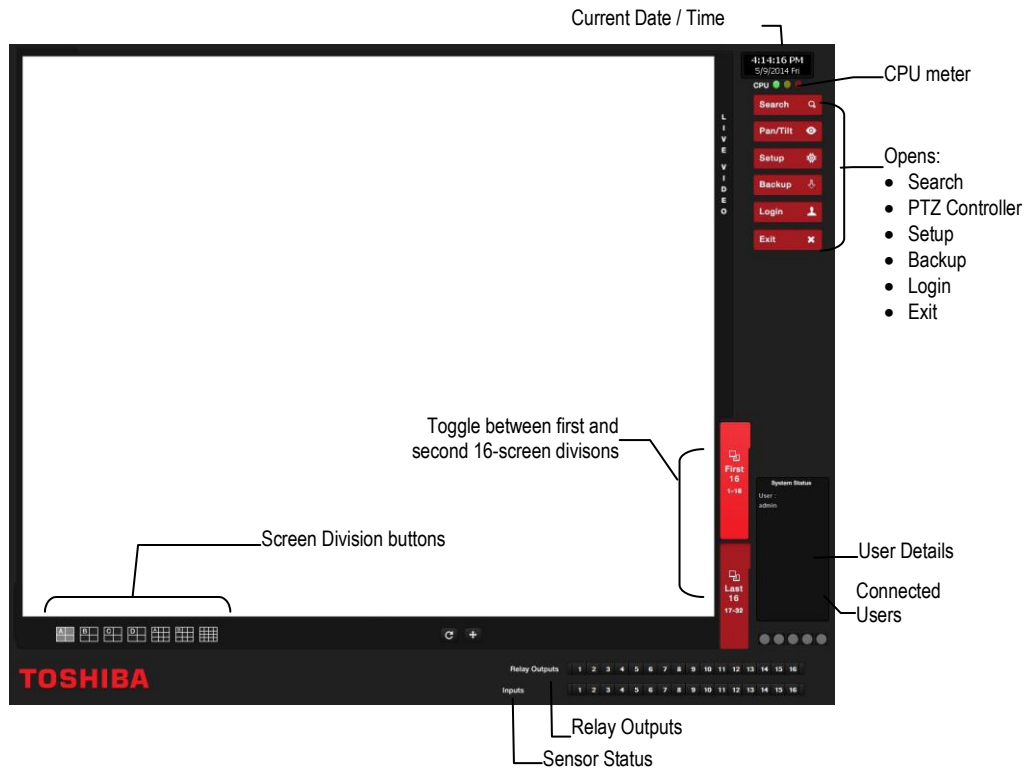 Current Date / Time
4:14:16 PM
5/9/2014 Fri
CPU
CPU meter
Search
Pan/Tilt
Setup
Backup
Login
Exit
LIVE VIDEO
Opens:
• Search
• PTZ Controller
• Setup
• Backup
• Login
• Exit
Toggle between first and
second 16-screen divisons
First
16
1-16
System Status
User :
admin
Screen Division buttons
User Details
Last
16
17-32
Connected
Users
A B C D
TOSHIBA
Relay Outputs 1 2 3 4 5 6 7 8 9 10 11 12 13 14 15 16
Inputs 1 2 3 4 5 6 7 8 9 10 11 12 13 14 15 16
Relay Outputs
Sensor Status